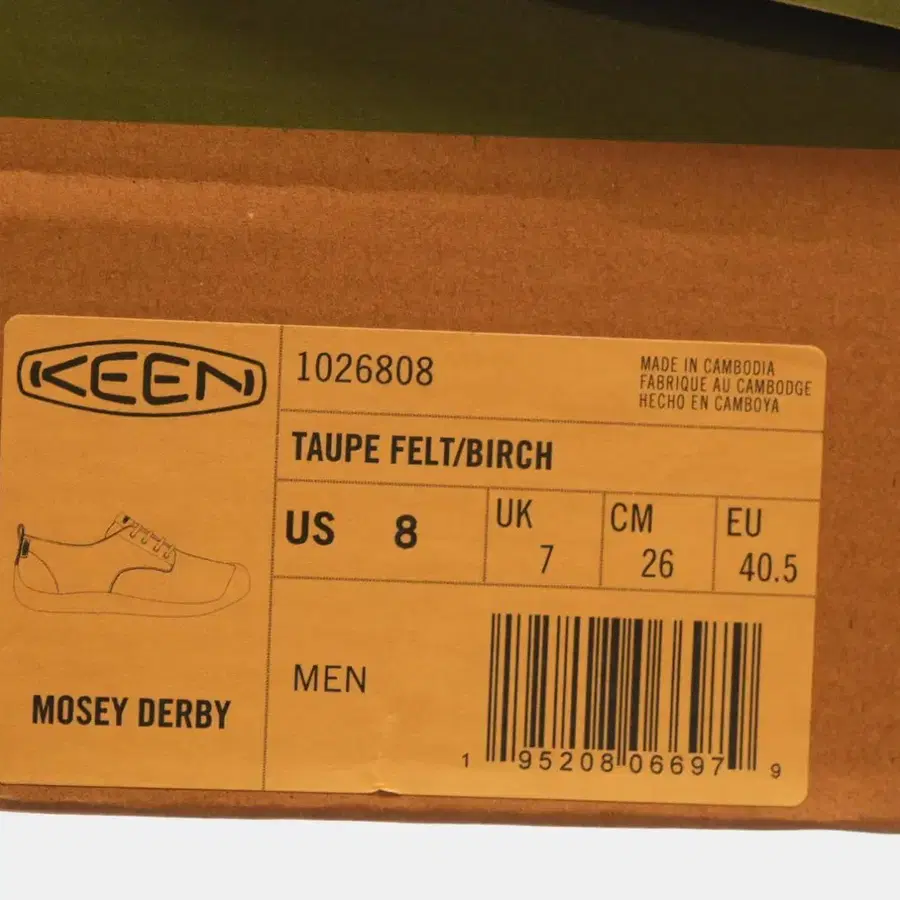 KEEN
1026808
MADE IN CAMBODIA
FABRIQUE AU CAMBODGE
HECHO EN CAMBOYA
TAUPE FELT/BIRCH
US 8
UK 7
CM 26
EU 40.5
MEN
MOSEY DERBY
1 95208 06697 9